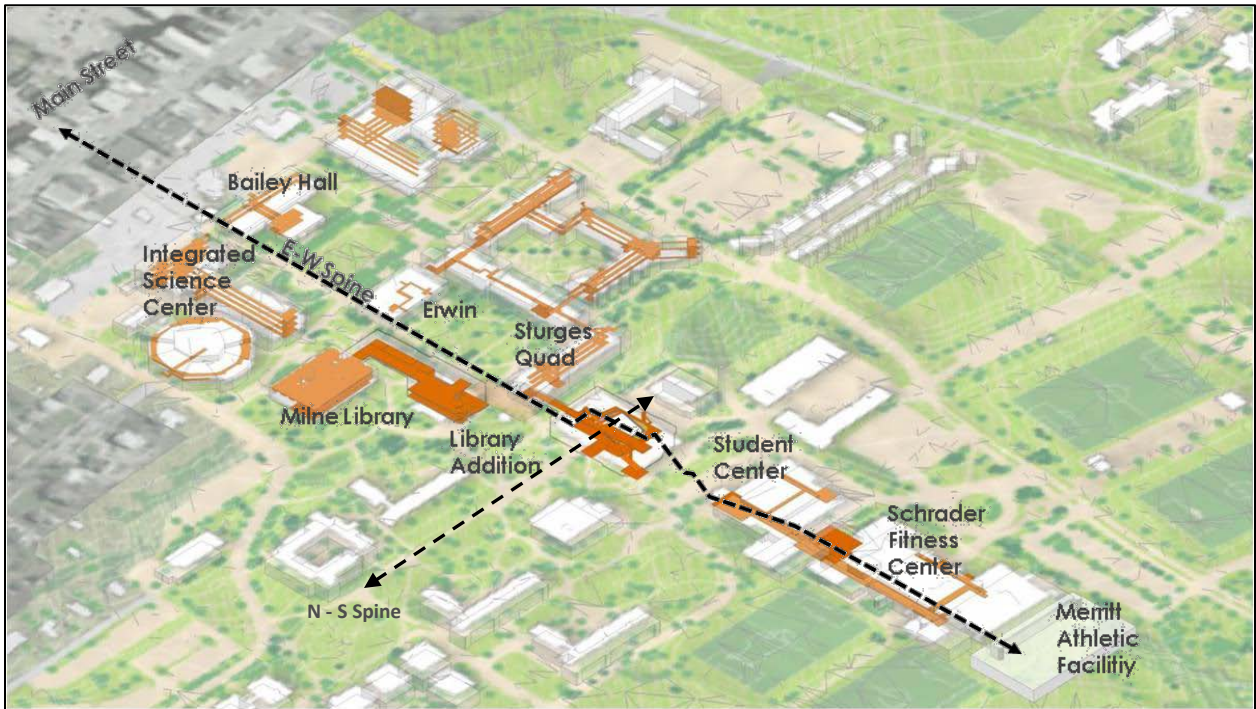 Main Street
Bailey Hall
E-W Spine
Integrated
Science
Center
Erwin
Sturges
Quad
Milne Library
Library
Addition
Student
Center
Schrader
Fitness
Center
N - S Spine
Merritt
Athletic
Facilitiy